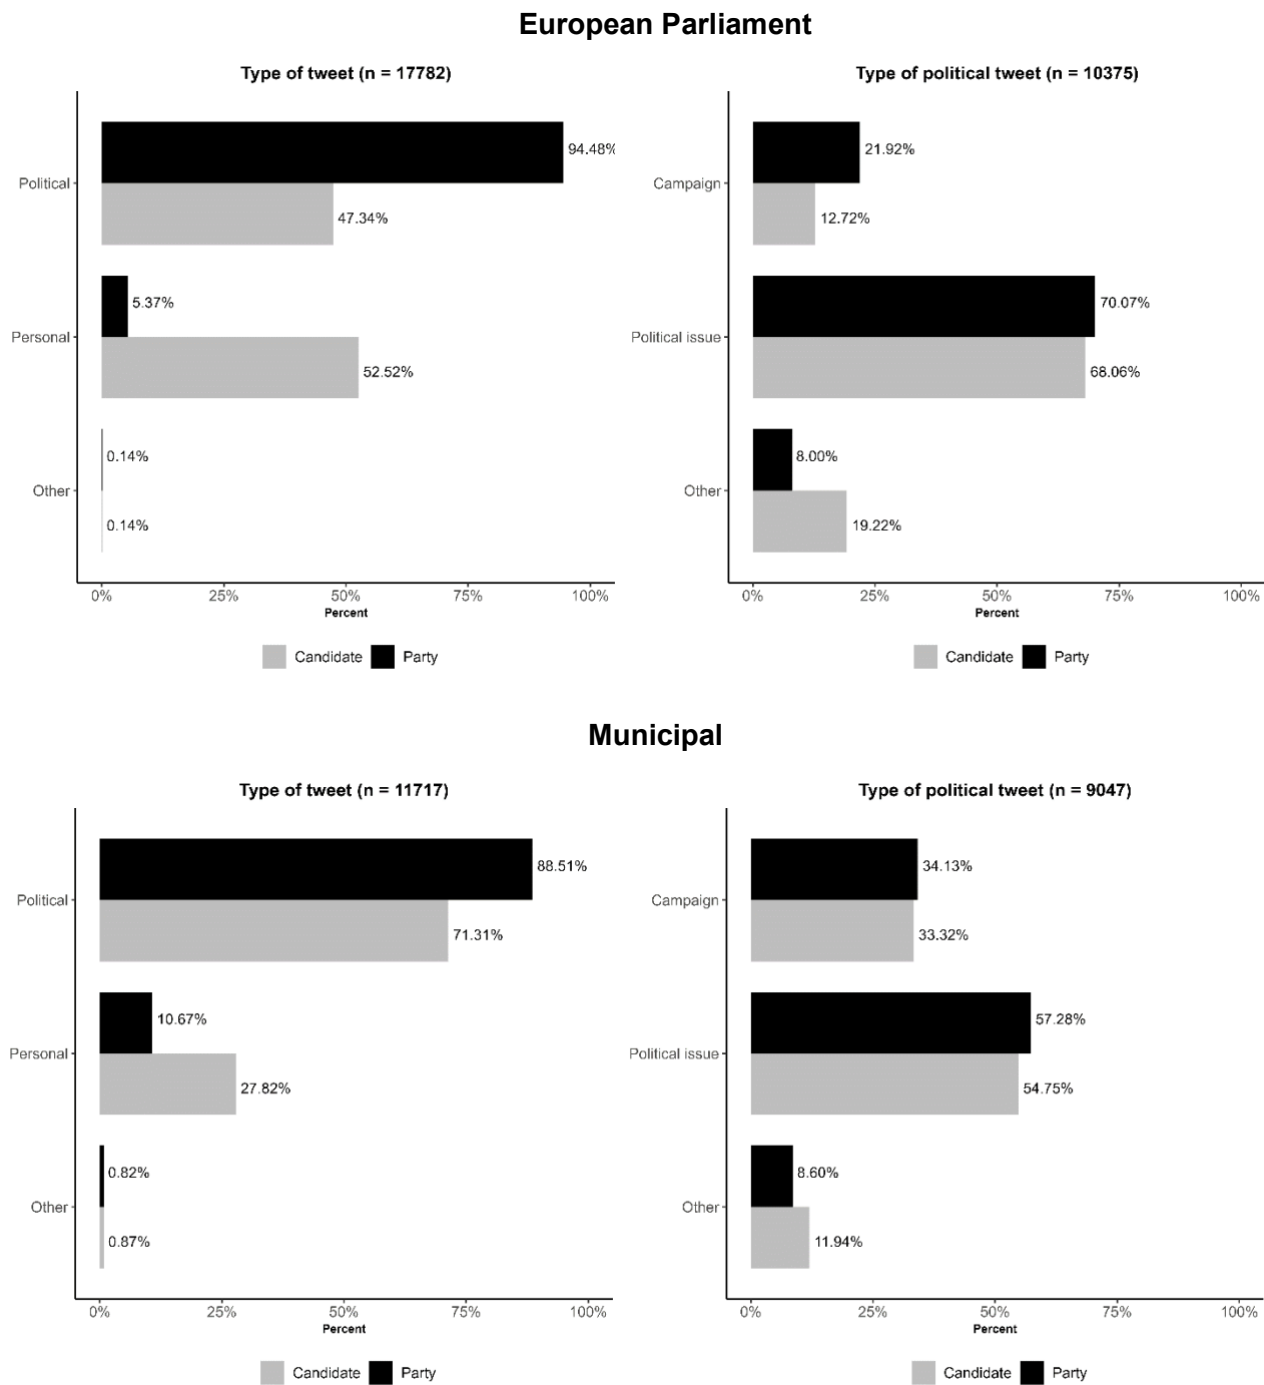 European Parliament
Type of tweet (n = 17782)
Political
94.48%
47.34%
Personal
5.37%
52.52%
Other
0.14%
0.14%
0% 25% 50% 75% 100%
Percent
Candidate Party
Type of political tweet (n = 10375)
Campaign
21.92%
12.72%
Political issue
70.07%
68.06%
Other
8.00%
19.22%
0% 25% 50% 75% 100%
Percent
Candidate Party
Municipal
Type of tweet (n = 11717)
Political
88.51%
71.31%
Personal
10.67%
27.82%
Other
0.82%
0.87%
0% 25% 50% 75% 100%
Percent
Candidate Party
Type of political tweet (n = 9047)
Campaign
34.13%
33.32%
Political issue
57.28%
54.75%
Other
8.60%
11.94%
0% 25% 50% 75% 100%
Percent
Candidate Party